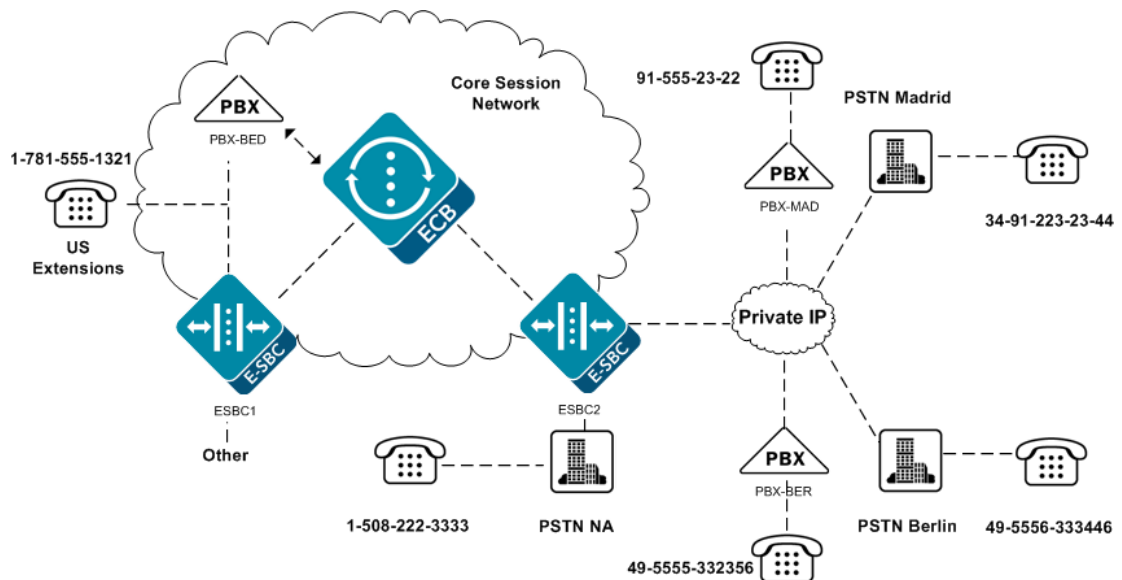 91-555-23-22
Core Session
Network
PSTN Madrid
PBX
PBX-BED
1-781-555-1321
US
Extensions
ECB
PBX
PBX-MAD
34-91-223-23-44
Private IP
E-SBC
ESBC1
Other
E-SBC
ESBC2
1-508-222-3333
PSTN NA
PBX
PBX-BER
49-5555-332356
PSTN Berlin
49-5556-333446